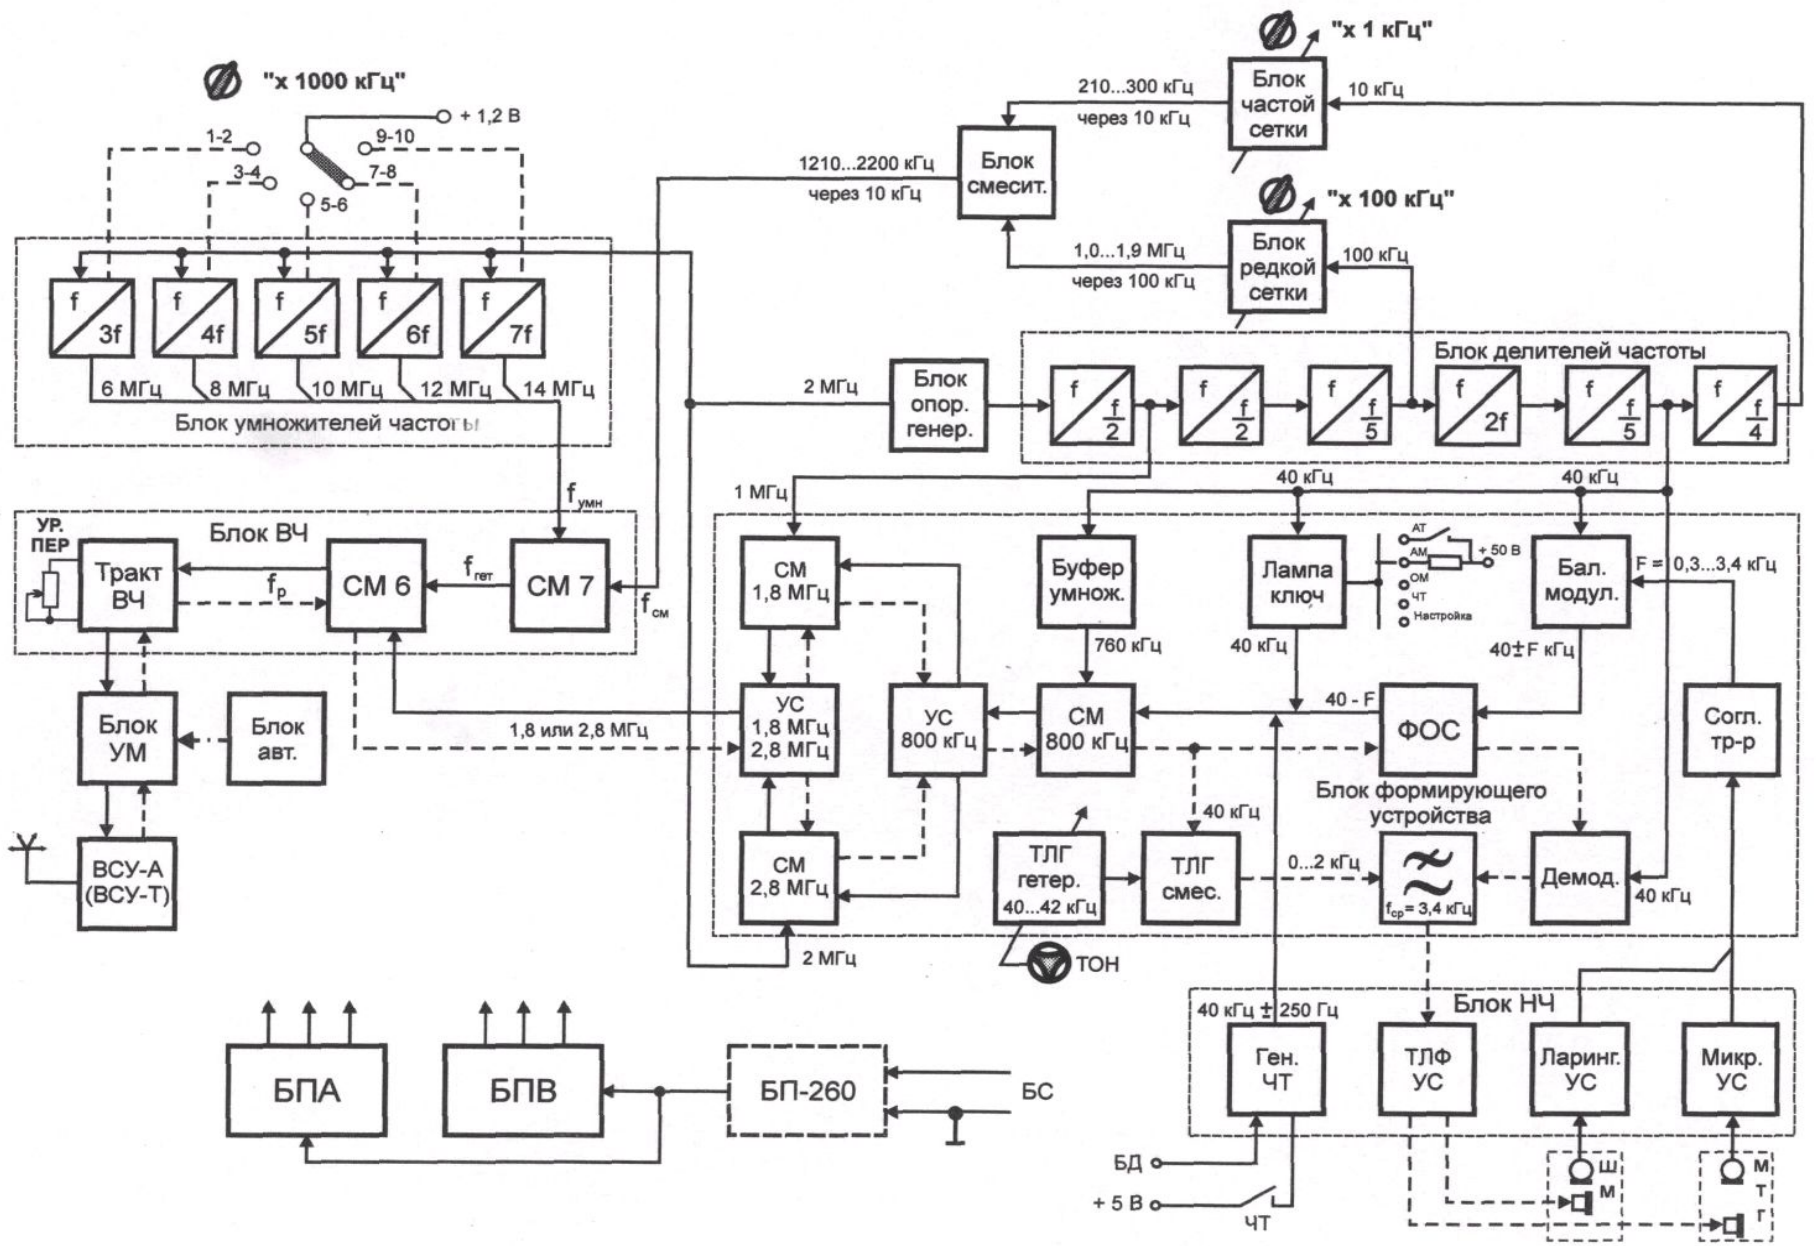 "х 1 кГц"
"х 1000 кГц"
+ 1,2 В
1-2
9-10
3-4
7-8
5-6
Блок
частой
сетки
210...300 кГц
через 10 кГц
10 кГц
Блок
смесит.
1210...2200 кГц
через 10 кГц
"х 100 кГц"
Блок
редкой
сетки
1,0...1,9 МГц
через 100 кГц
100 кГц
f
3f
f
4f
f
5f
f
6f
f
7f
6 МГц
8 МГц
10 МГц
12 МГц
14 МГц
Блок умножителей частоты
2 МГц
Блок
опор.
генер.
Блок делителей частоты
f
f
2
f
f
2
f
f
5
f
2f
f
f
5
f
f
4
1 МГц
40 кГц
40 кГц
fумн
УР.
ПЕР
Блок ВЧ
Тракт
ВЧ
fр
СМ 6
fгет
СМ 7
fсм
СМ
1,8 МГц
Буфер
умнож.
Лампа
ключ
АТ
АМ
ОМ
ЧТ
Настройка
+ 50 В
Бал.
модул.
F = 0,3...3,4 кГц
760 кГц
40 кГц
40±F кГц
Блок
УМ
Блок
авт.
1,8 или 2,8 МГц
УС
1,8 МГц
2,8 МГц
УС
800 кГц
СМ
800 кГц
40 - F
ФОС
Согл.
тр-р
Блок формирующего
устройства
ВСУ-А
(ВСУ-Т)
СМ
2,8 МГц
ТЛГ
гетер.
40...42 кГц
40 кГц
ТЛГ
смес.
0...2 кГц
fср= 3,4 кГц
Демод.
40 кГц
2 МГц
ТОН
Блок НЧ
40 кГц ± 250 Гц
Ген.
ЧТ
ТЛФ
УС
Ларинг.
УС
Микр.
УС
БПА
БПВ
БП-260
БС
БД
+ 5 В
ЧТ
Ш
М
М
Т
Г